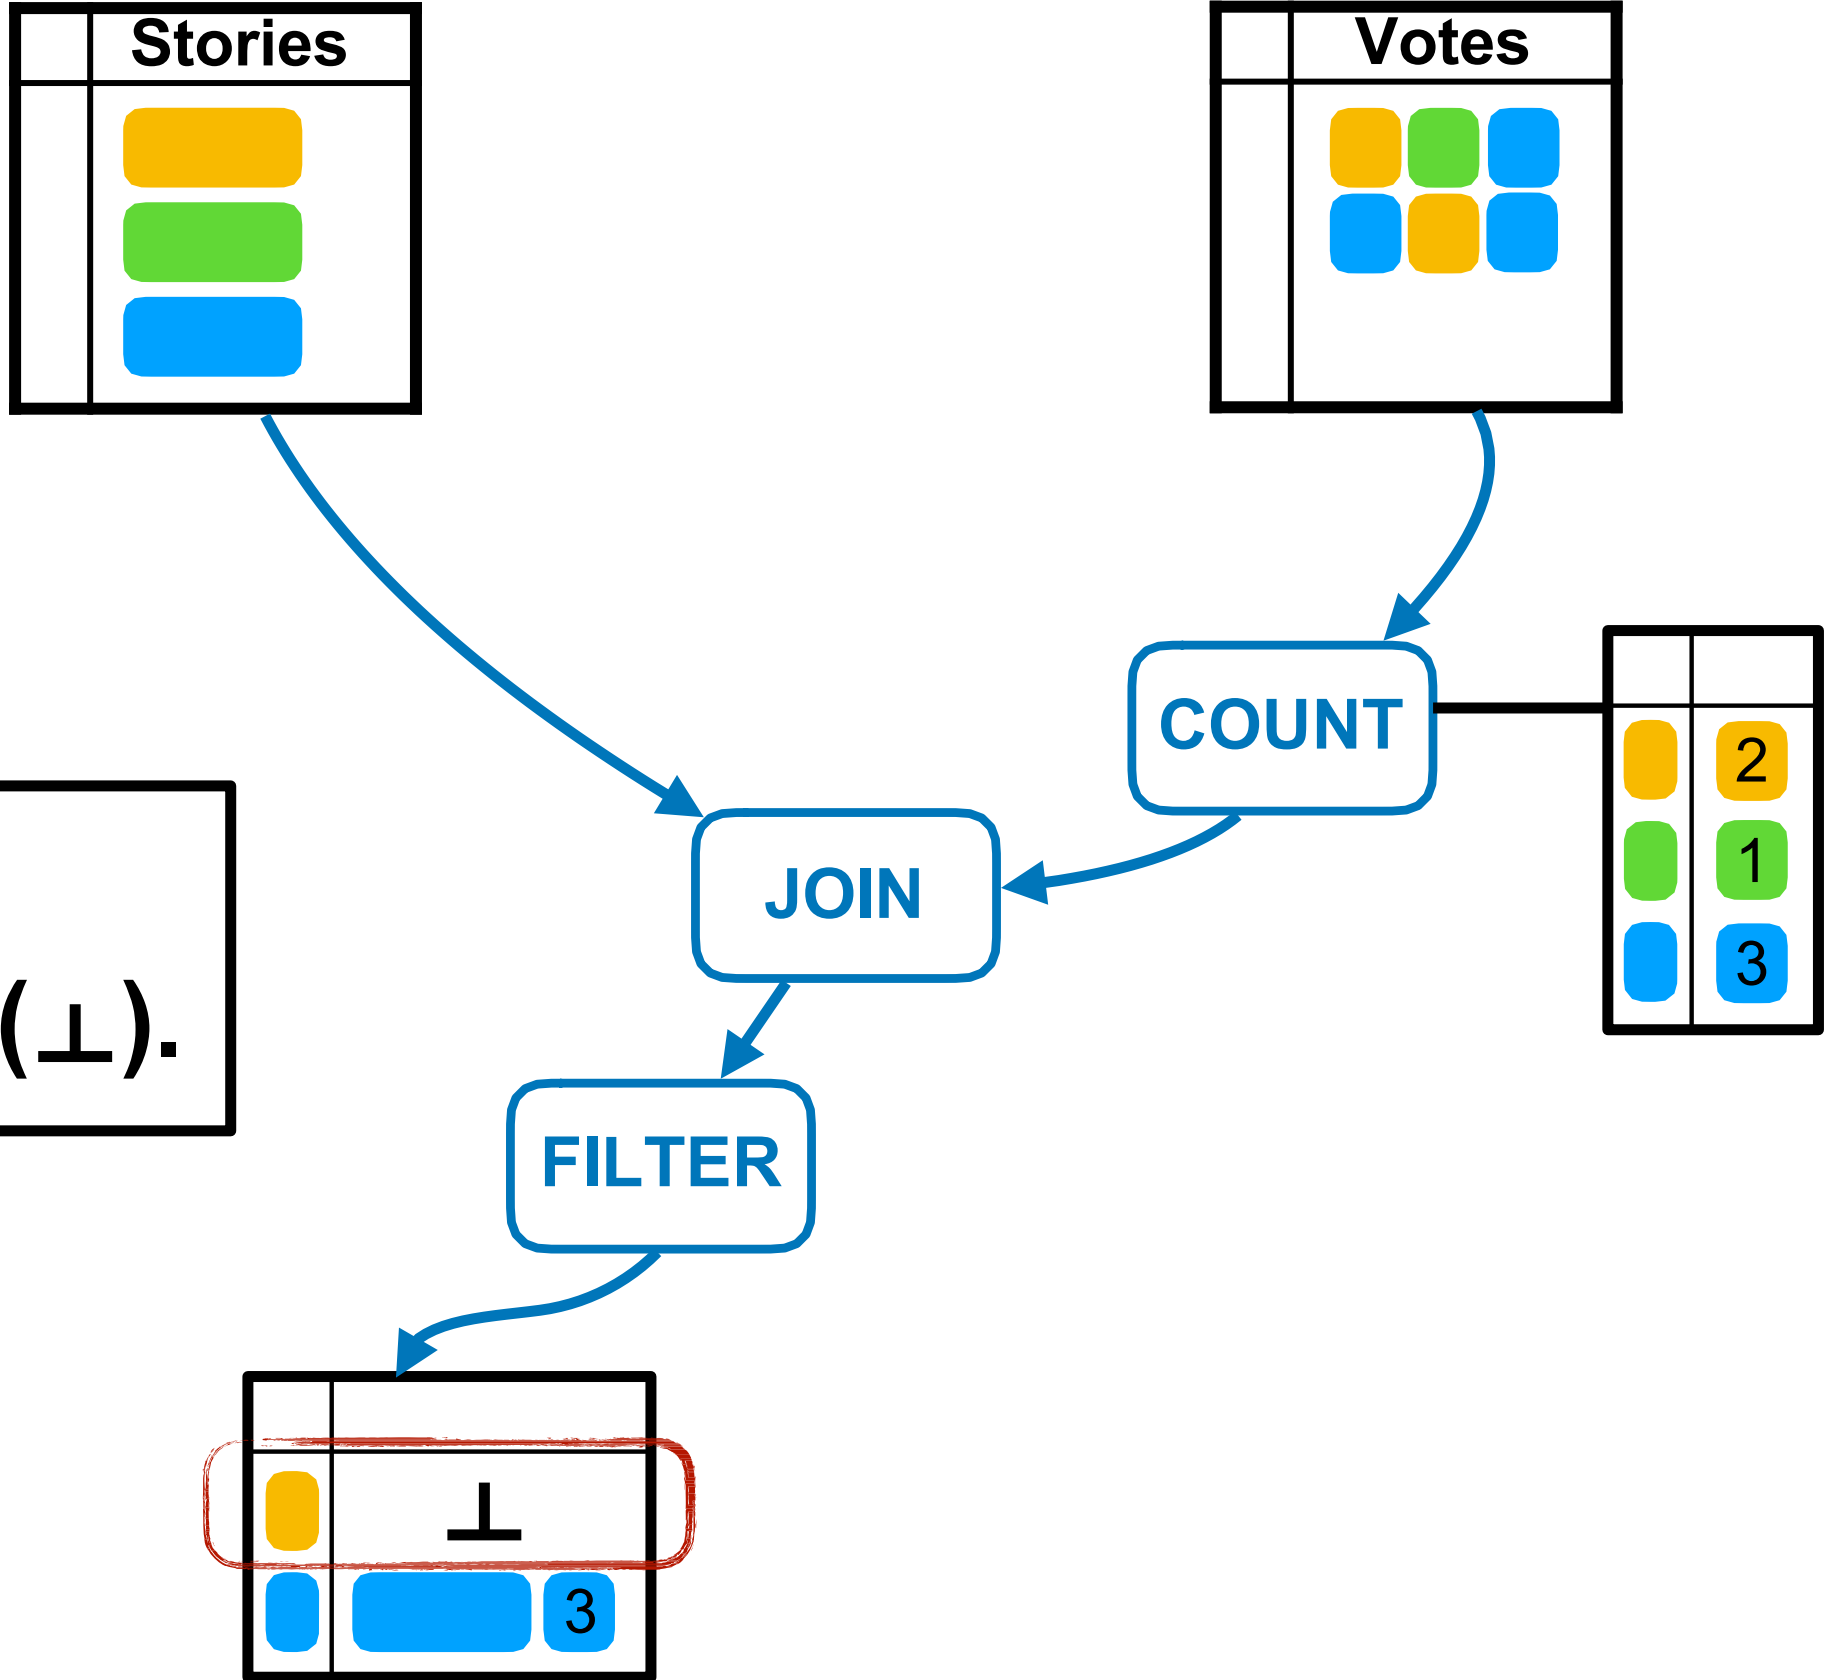 Stories
Votes
COUNT
2
1
3
JOIN
(⊥).
FILTER
⊥
3